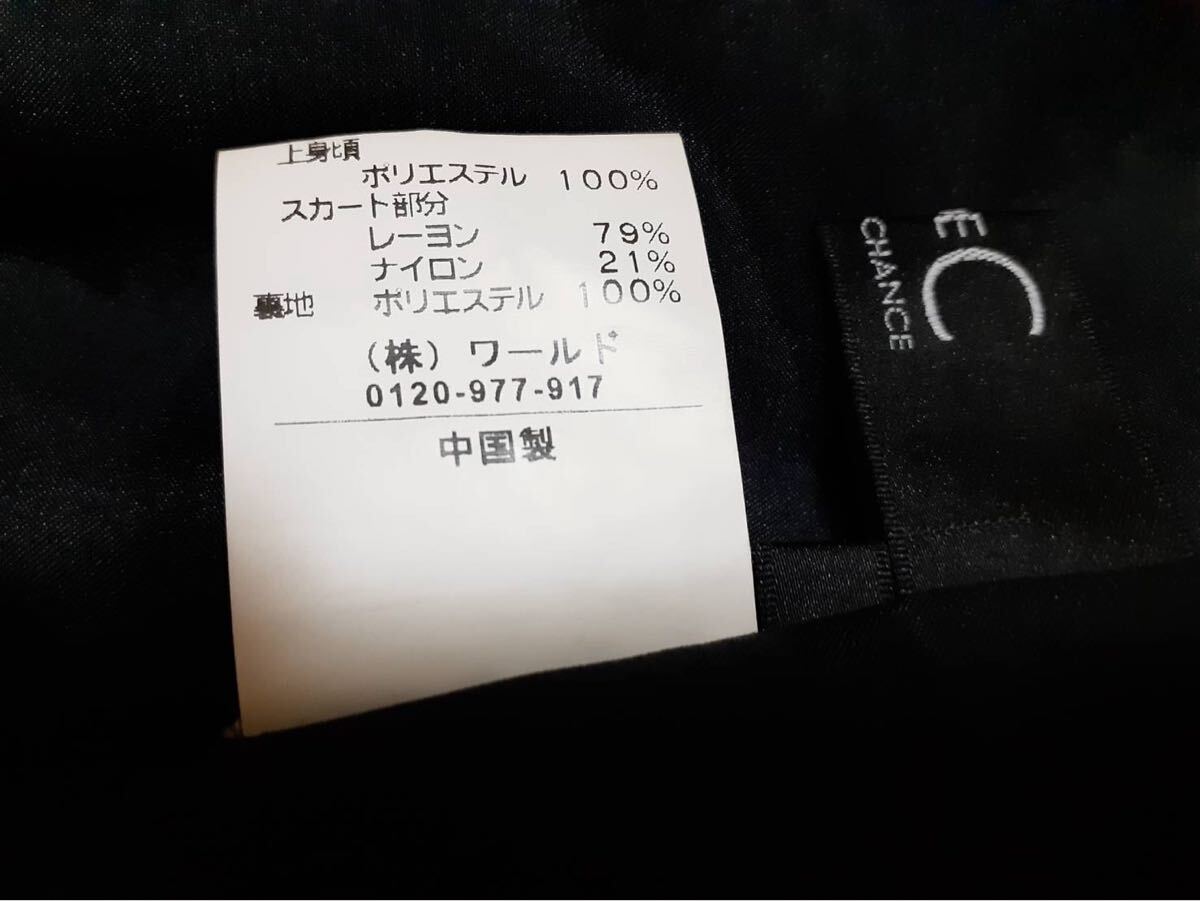 上身頃
ポリエステル 100%
スカート部分
レーヨン 79%
ナイロン 21%
裏地 ポリエステル 100%
(株) ワールド
0120-977-917
中国製
EC
CHANCE